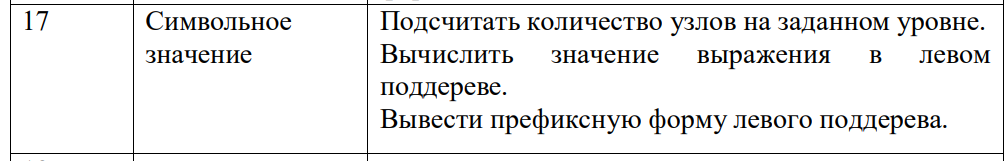 17
Символьное
значение
Подсчитать количество узлов на заданном уровне.
Вычислить значение выражения в левом
поддереве.
Вывести префиксную форму левого поддерева.